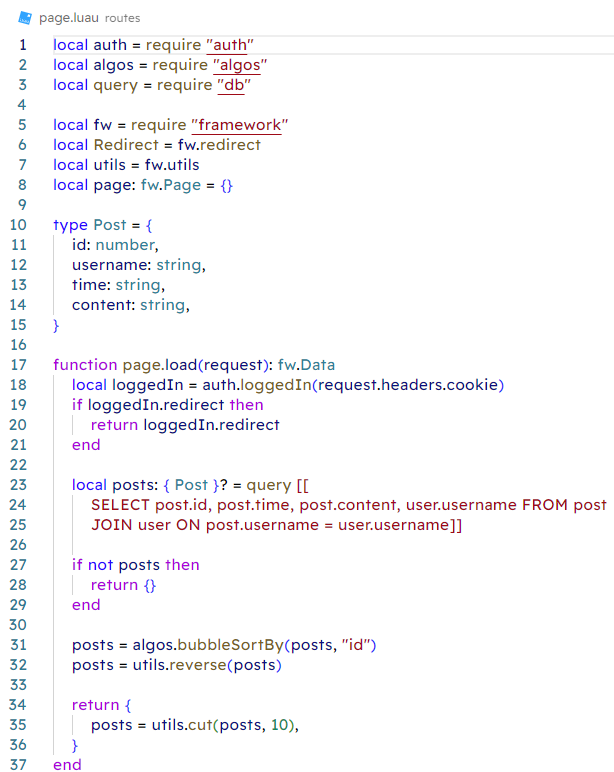 page.luau routes
1 local auth = require "auth"
2 local algos = require "algos"
3 local query = require "db"
4
5 local fw = require "framework"
6 local Redirect = fw.redirect
7 local utils = fw.utils
8 local page: fw.Page = {}
9
10 type Post = {
11 id: number,
12 username: string,
13 time: string,
14 content: string,
15 }
16
17 function page.load(request): fw.Data
18 local loggedIn = auth.loggedIn(request.headers.cookie)
19 if loggedIn.redirect then
20 return loggedIn.redirect
21 end
22
23 local posts: { Post }? = query [[
24 SELECT post.id, post.time, post.content, user.username FROM post
25 JOIN user ON post.username = user.username]]
26
27 if not posts then
28 return {}
29 end
30
31 posts = algos.bubbleSortBy(posts, "id")
32 posts = utils.reverse(posts)
33
34 return {
35 posts = utils.cut(posts, 10),
36 }
37 end